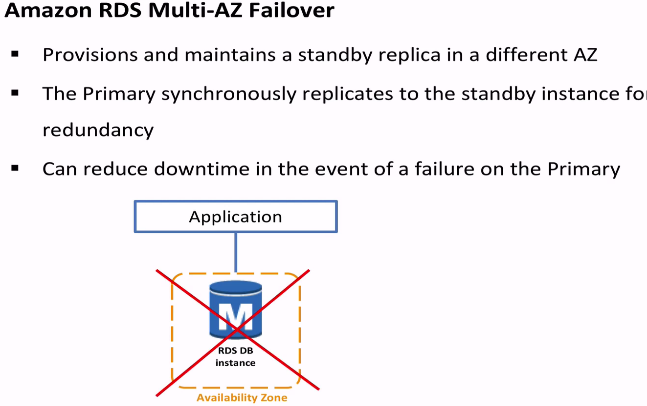 Amazon RDS Multi-AZ Failover
▪ Provisions and maintains a standby replica in a different AZ
▪ The Primary synchronously replicates to the standby instance for
redundancy
▪ Can reduce downtime in the event of a failure on the Primary
Application
M
RDS DB
instance
Availability Zone